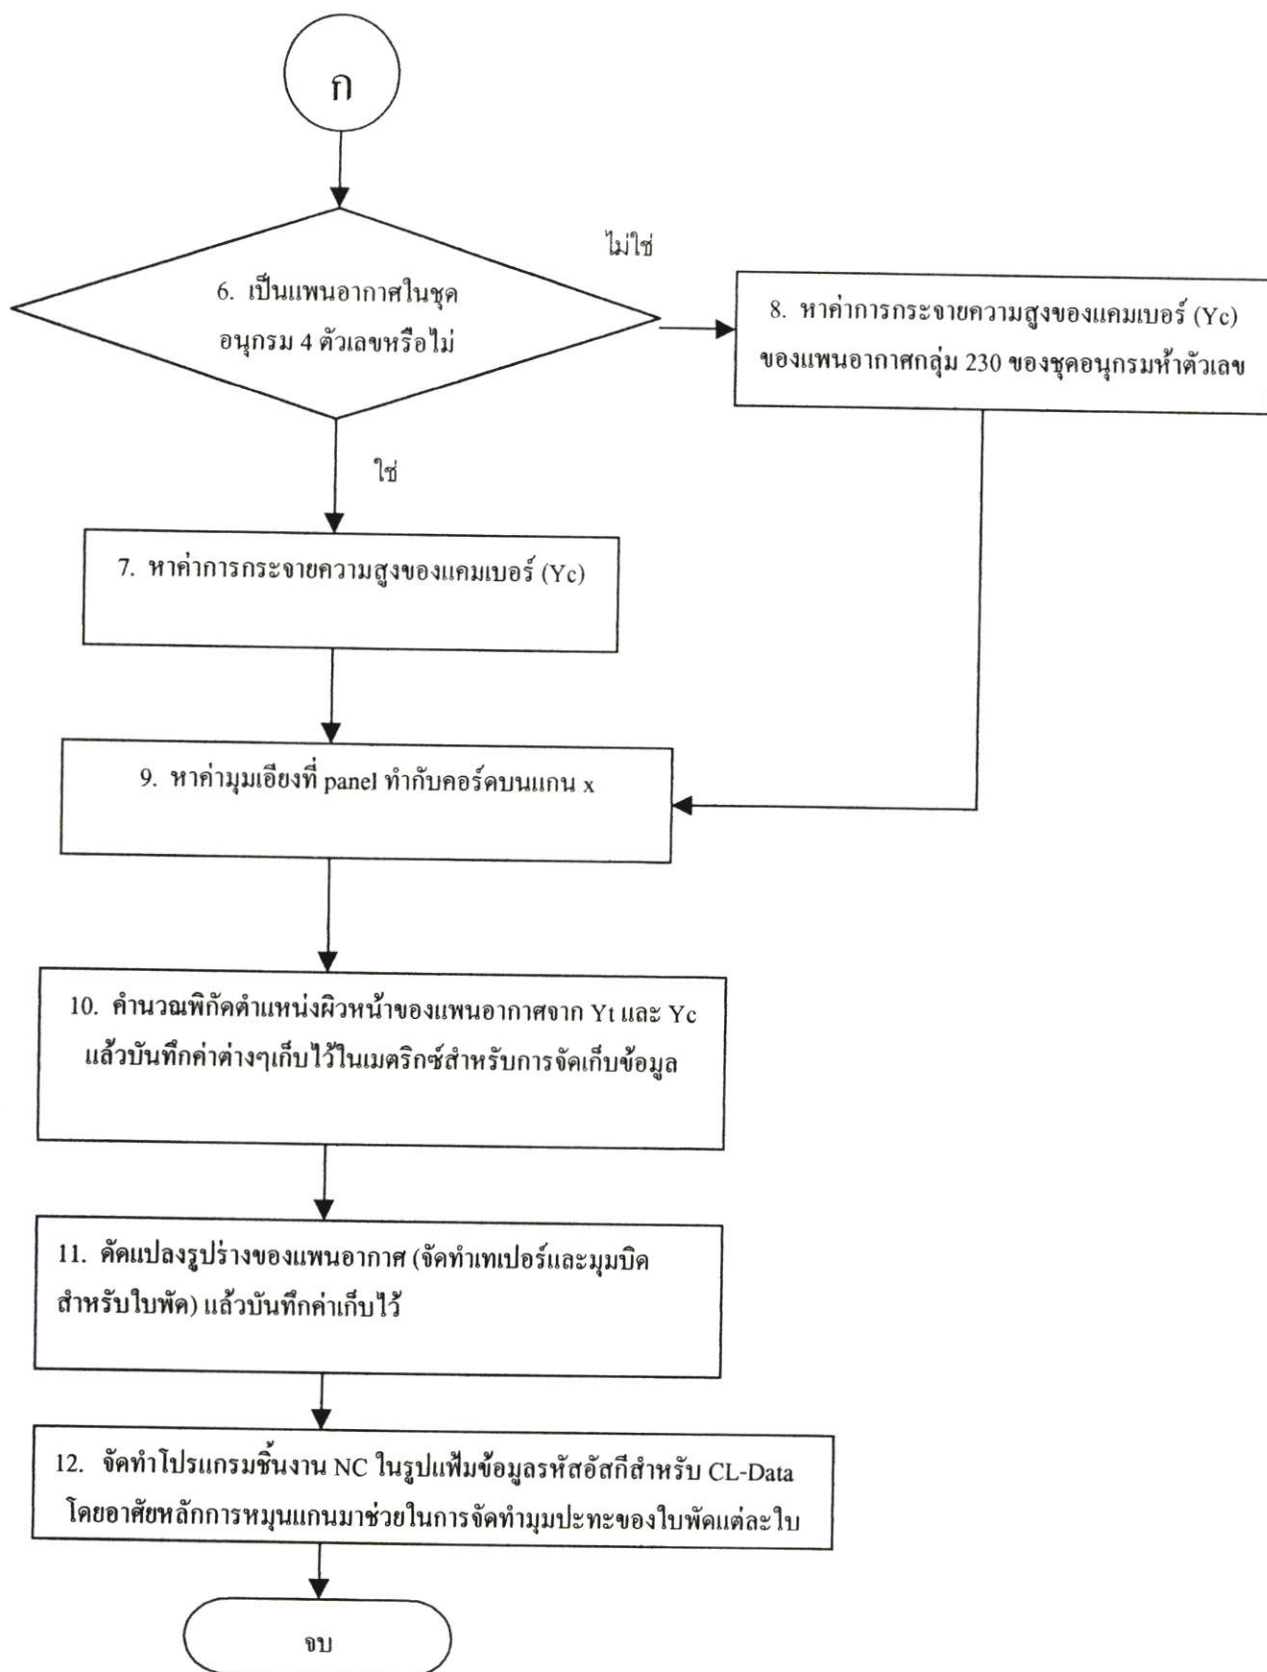 ก
6. เป็นแพนอากาศในชุด
อนุกรม 4 ตัวเลขหรือไม่
ไม่ใช่
8. หาค่าการกระจายความสูงของแคมเบอร์ (Yc)
ของแพนอากาศกลุ่ม 230 ของชุดอนุกรมห้าตัวเลข
ใช่
7. หาค่าการกระจายความสูงของแคมเบอร์ (Yc)
9. หาค่ามุมเอียงที่ panel ทำกับคอร์ดบนแกน x
10. คำนวณพิกัดตำแหน่งผิวหน้าของแพนอากาศจาก Yt และ Yc
แล้วบันทึกค่าต่างๆเก็บไว้ในเมตริกซ์สำหรับการจัดเก็บข้อมูล
11. ดัดแปลงรูปร่างของแพนอากาศ (จัดทำเทเปอร์และมุมบิด
สำหรับใบพัด) แล้วบันทึกค่าเก็บไว้
12. จัดทำโปรแกรมชิ้นงาน NC ในรูปแฟ้มข้อมูลรหัสอัสกีสำหรับ CL-Data
โดยอาศัยหลักการหมุนแกนมาช่วยในการจัดทำมุมปะทะของใบพัดแต่ละใบ
จบ